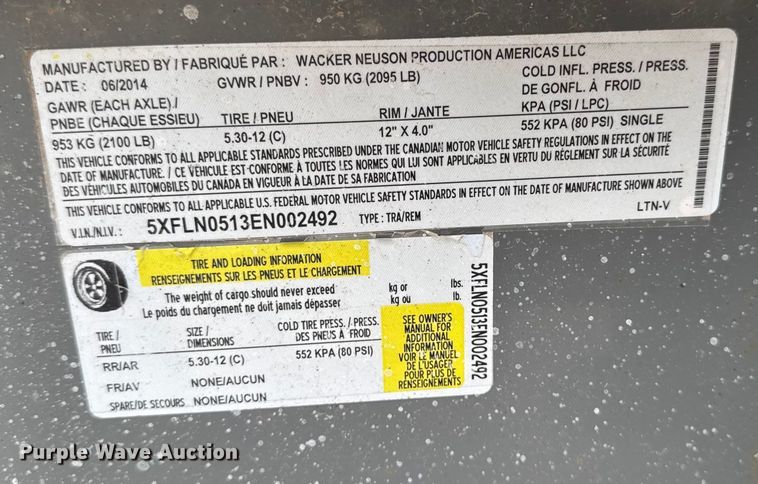 MANUFACTURED BY / FABRIQUÉ PAR : WACKER NEUSON PRODUCTION AMERICAS LLC
DATE : 06/2014 GVWR / PNBV : 950 KG (2095 LB) COLD INFL. PRESS. / PRESS.
DE GONFL. À FROID
GAWR (EACH AXLE) /
PNBE (CHAQUE ESSIEU) TIRE / PNEU RIM / JANTE KPA (PSI / LPC)
953 KG (2100 LB) 5.30-12 (C) 12" X 4.0" 552 KPA (80 PSI) SINGLE
THIS VEHICLE CONFORMS TO ALL APPLICABLE STANDARDS PRESCRIBED UNDER THE CANADIAN MOTOR VEHICLE SAFETY REGULATIONS IN EFFECT ON THE
DATE OF MANUFACTURE. / CE VÉHICULE EST CONFORME À TOUTES LES NORMES QUI LUI SONT APPLICABLES EN VERTU DU RÈGLEMENT SUR LA SÉCURITÉ
DES VÉHICULES AUTOMOBILES DU CANADA EN VIGUEUR À LA DATE DE SA FABRICATION
THIS VEHICLE CONFORMS TO ALL APPLICABLE U.S. FEDERAL MOTOR VEHICLE SAFETY STANDARDS IN EFFECT ON THE DATE OF MANUFACTURE SHOWN ABOVE.
V.I.N./N.I.V. : 5XFLN0513EN002492 TYPE : TRA/REM LTN-V
TIRE AND LOADING INFORMATION
RENSEIGNEMENTS SUR LES PNEUS ET LE CHARGEMENT
The weight of cargo should never exceed kg or lbs.
Le poids du chargement ne doit jamais dépasser kg ou lb.
TIRE / PNEU SIZE / DIMENSIONS COLD TIRE PRESS. / PRESS. DES PNEUS À FROID
RR/AR 5.30-12 (C) 552 KPA (80 PSI)
FR/AV NONE/AUCUN
SPARE/DE SECOURS NONE/AUCUN
SEE OWNER'S
MANUAL FOR
ADDITIONAL
INFORMATION
VOIR LE MANUEL
DE L'USAGER
POUR PLUS DE
RENSEIGNEMENTS
5XFLN0513EN002492
Purple Wave Auction